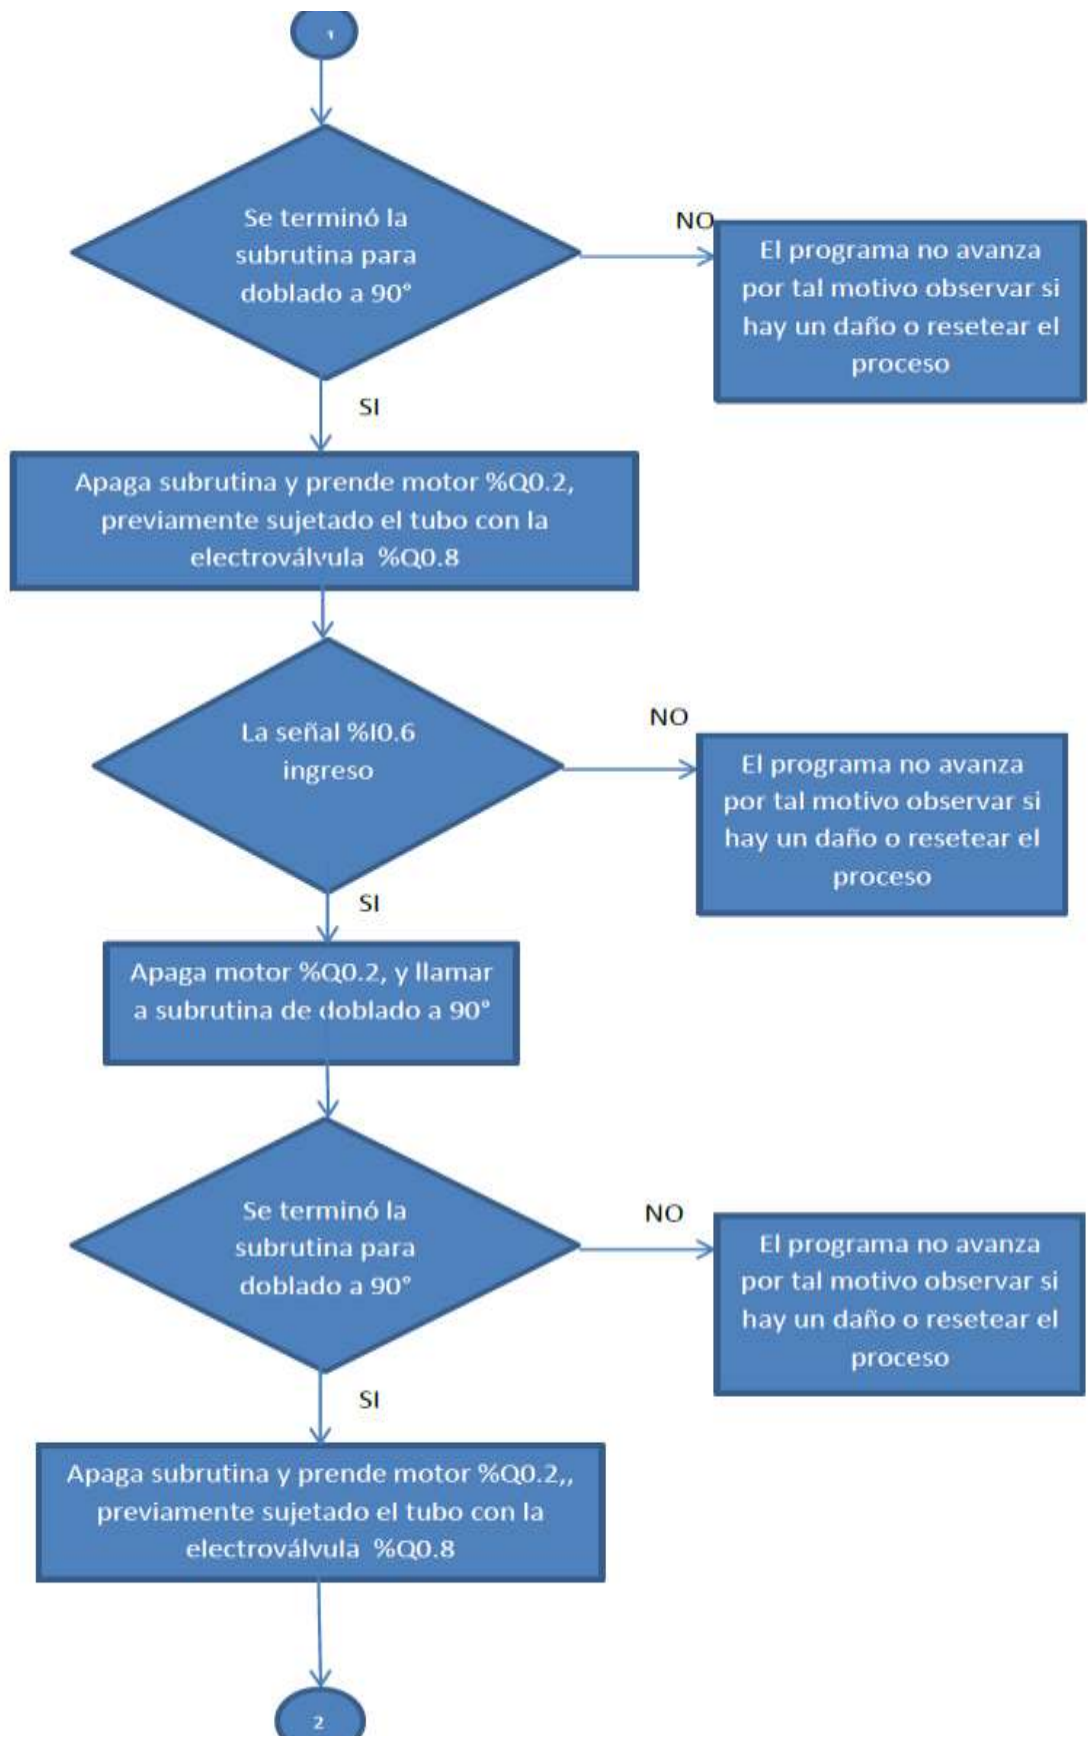 1
Se terminó la
subrutina para
doblado a 90°
NO
El programa no avanza
por tal motivo observar si
hay un daño o resetear el
proceso
SI
Apaga subrutina y prende motor %Q0.2,
previamente sujetado el tubo con la
electroválvula %Q0.8
La señal %I0.6
ingreso
NO
El programa no avanza
por tal motivo observar si
hay un daño o resetear el
proceso
SI
Apaga motor %Q0.2, y llamar
a subrutina de doblado a 90°
Se terminó la
subrutina para
doblado a 90°
NO
El programa no avanza
por tal motivo observar si
hay un daño o resetear el
proceso
SI
Apaga subrutina y prende motor %Q0.2,,
previamente sujetado el tubo con la
electroválvula %Q0.8
2